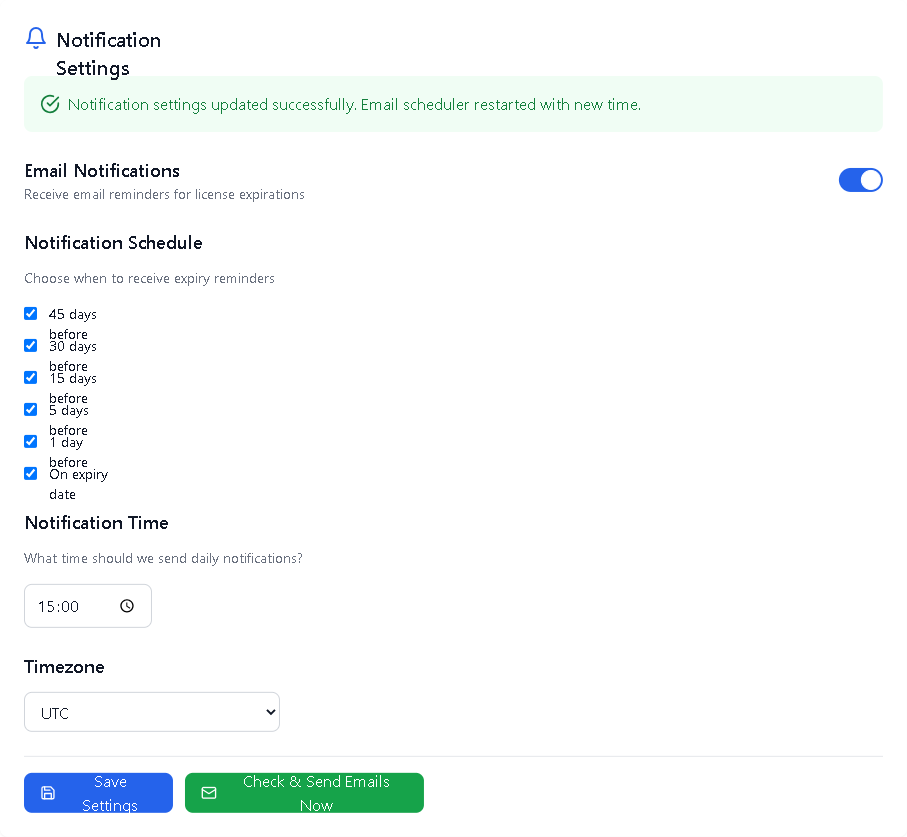 Notification
Settings
Notification settings updated successfully. Email scheduler restarted with new time.
Email Notifications
Receive email reminders for license expirations
Notification Schedule
Choose when to receive expiry reminders
45 days
before
30 days
before
15 days
before
5 days
before
1 day
before
On expiry
date
Notification Time
What time should we send daily notifications?
15:00
Timezone
UTC
Save
Settings
Check & Send Emails
Now